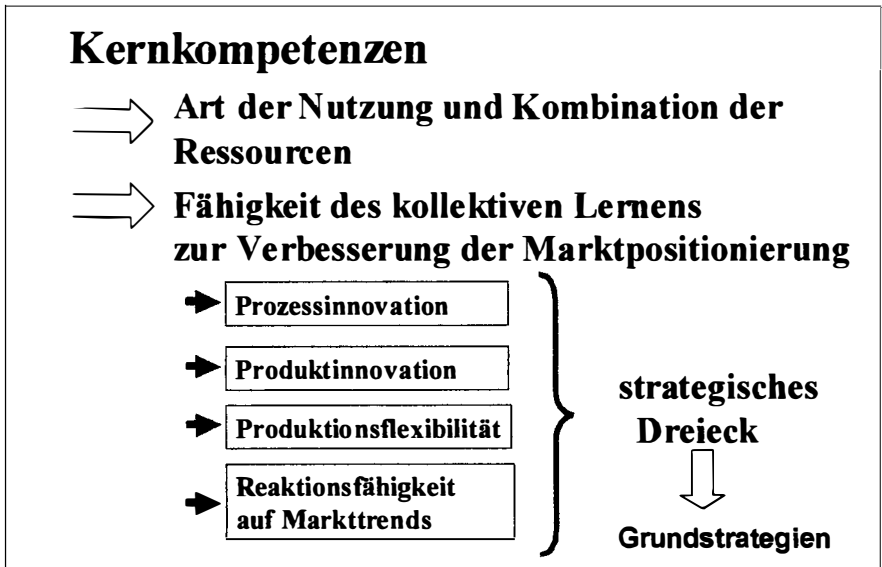 Kernkompetenzen
Art der Nutzung und Kombination der
Ressourcen
Fähigkeit des kollektiven Lernens
zur Verbesserung der Marktpositionierung
Prozessinnovation
Produktinnovation
Produktionsflexibilität
Reaktionsfähigkeit
auf Markttrends
strategisches
Dreieck
Grundstrategien